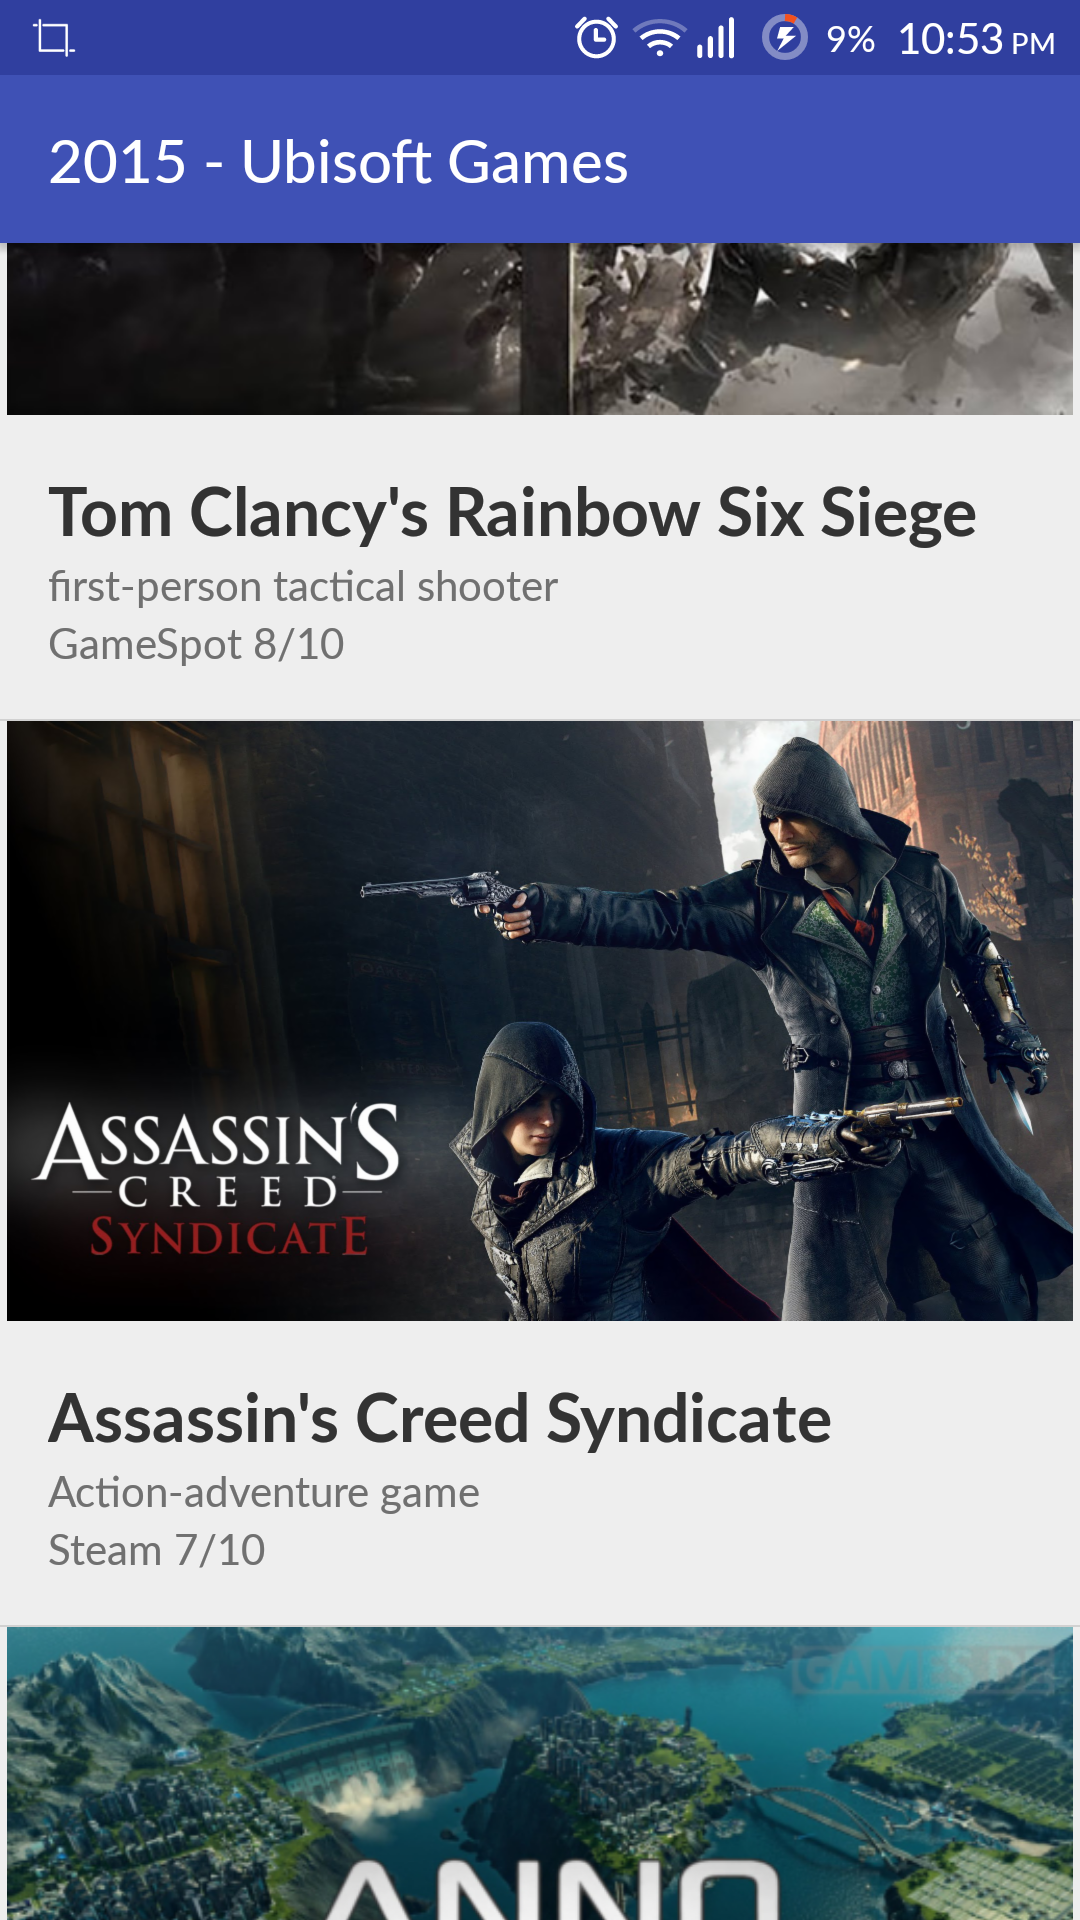 9% 10:53 PM
2015 - Ubisoft Games
Tom Clancy's Rainbow Six Siege
first-person tactical shooter
GameSpot 8/10
ASSASSIN'S
CREED
SYNDICATE
Assassin's Creed Syndicate
Action-adventure game
Steam 7/10
GAMES.D
ANNO